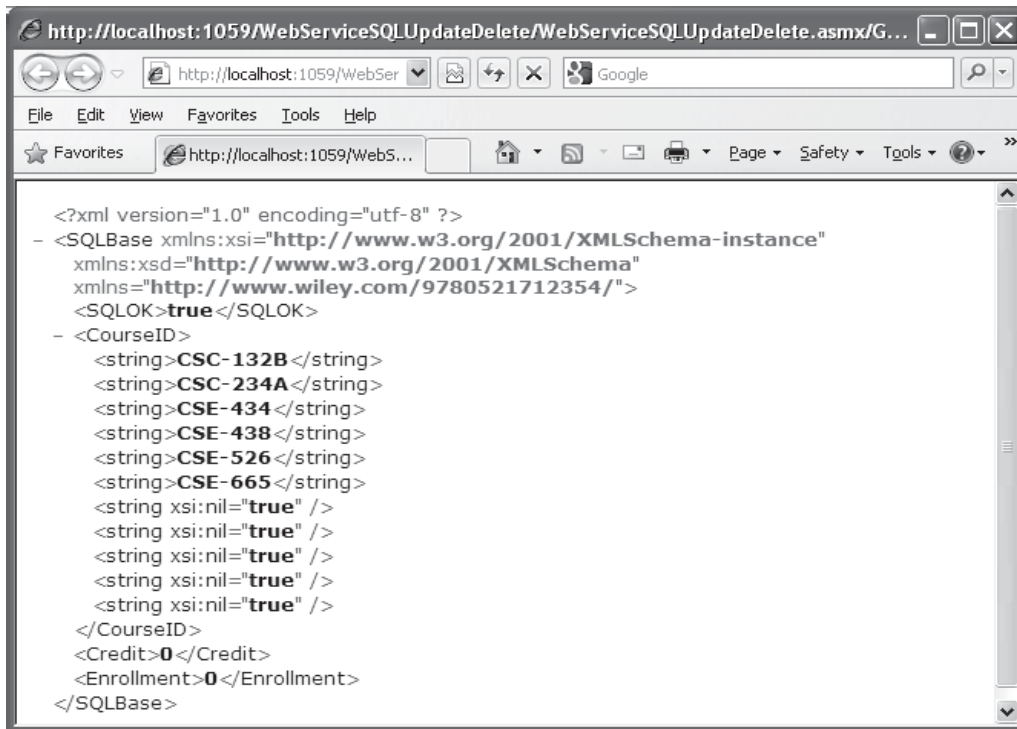 http://localhost:1059/WebServiceSQLUpdateDelete/WebServiceSQLUpdateDelete.asmx/G...
http://localhost:1059/WebSer Google
File Edit View Favorites Tools Help
Favorites http://localhost:1059/WebS... Page Safety Tools »
<?xml version="1.0" encoding="utf-8" ?>
– <SQLBase xmlns:xsi="http://www.w3.org/2001/XMLSchema-instance"
xmlns:xsd="http://www.w3.org/2001/XMLSchema"
xmlns="http://www.wiley.com/9780521712354/">
<SQLOK>true</SQLOK>
– <CourseID>
<string>CSC-132B</string>
<string>CSC-234A</string>
<string>CSE-434</string>
<string>CSE-438</string>
<string>CSE-526</string>
<string>CSE-665</string>
<string xsi:nil="true" />
<string xsi:nil="true" />
<string xsi:nil="true" />
<string xsi:nil="true" />
<string xsi:nil="true" />
</CourseID>
<Credit>0</Credit>
<Enrollment>0</Enrollment>
</SQLBase>